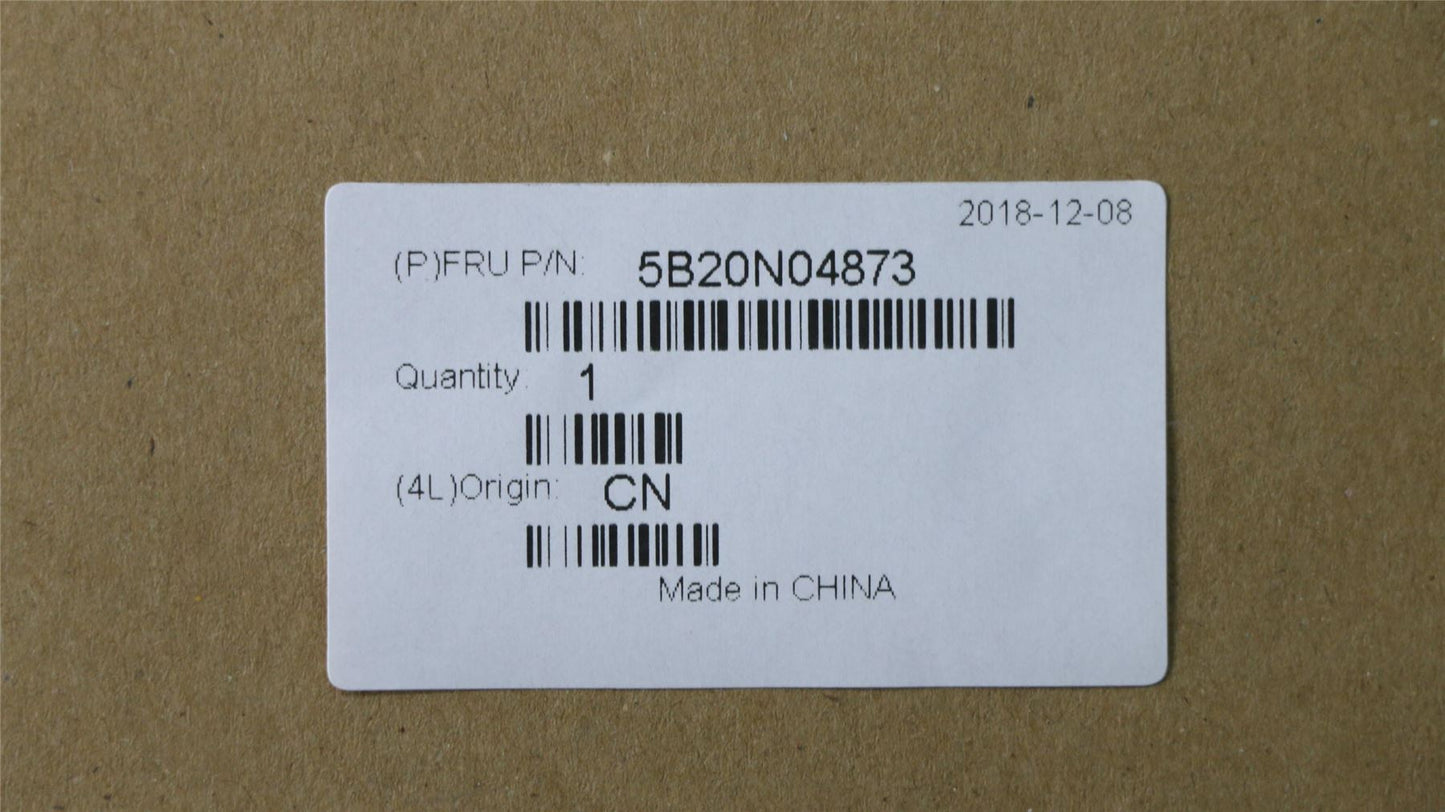 2018-12-08
(P)FRU P/N: 5B20N04873
Quantity: 1
(4L)Origin: CN
Made in CHINA